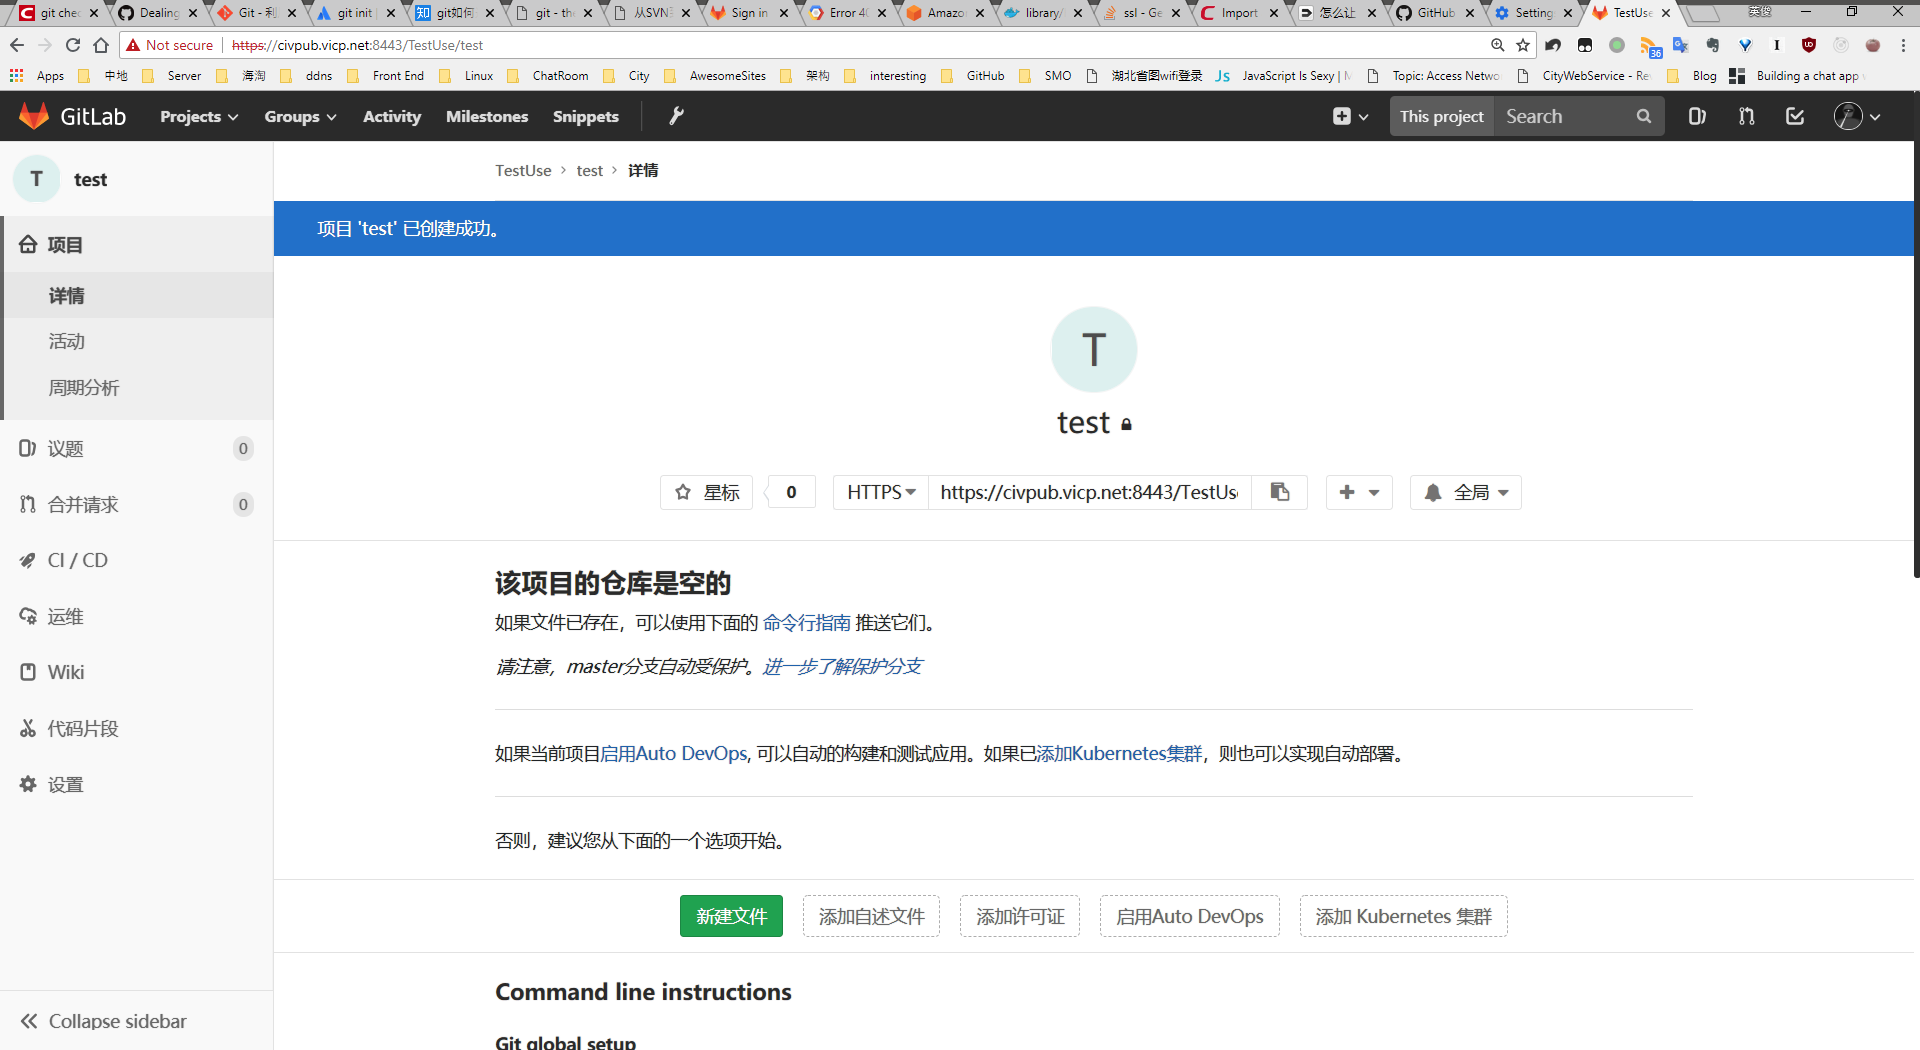 git chec
Dealing
Git - 利
git init
git如何
git - the
从SVN
Sign in
Error 40
Amazo
library/
ssl - Ge
Import
怎么让
GitHub
Setting
TestUse
英俊
Not secure
https://civpub.vicp.net:8443/TestUse/test
36
Apps
中地
Server
海淘
ddns
Front End
Linux
ChatRoom
City
AwesomeSites
架构
interesting
GitHub
SMO
湖北省图wifi登录
JavaScript Is Sexy |
Topic: Access Netwo
CityWebService - Re
Blog
Building a chat app
GitLab
Projects
Groups
Activity
Milestones
Snippets
This project
Search
T
test
TestUse > test > 详情
项目 'test' 已创建成功。
项目
详情
活动
周期分析
议题 0
合并请求 0
CI / CD
运维
Wiki
代码片段
设置
Collapse sidebar
T
test
星标
0
HTTPS
https://civpub.vicp.net:8443/TestUs
全局
该项目的仓库是空的
如果文件已存在，可以使用下面的 命令行指南 推送它们。
请注意，master分支自动受保护。进一步了解保护分支
如果当前项目启用Auto DevOps, 可以自动的构建和测试应用。如果已添加Kubernetes集群，则也可以实现自动部署。
否则，建议您从下面的一个选项开始。
新建文件
添加自述文件
添加许可证
启用Auto DevOps
添加 Kubernetes 集群
Command line instructions
Git global setup